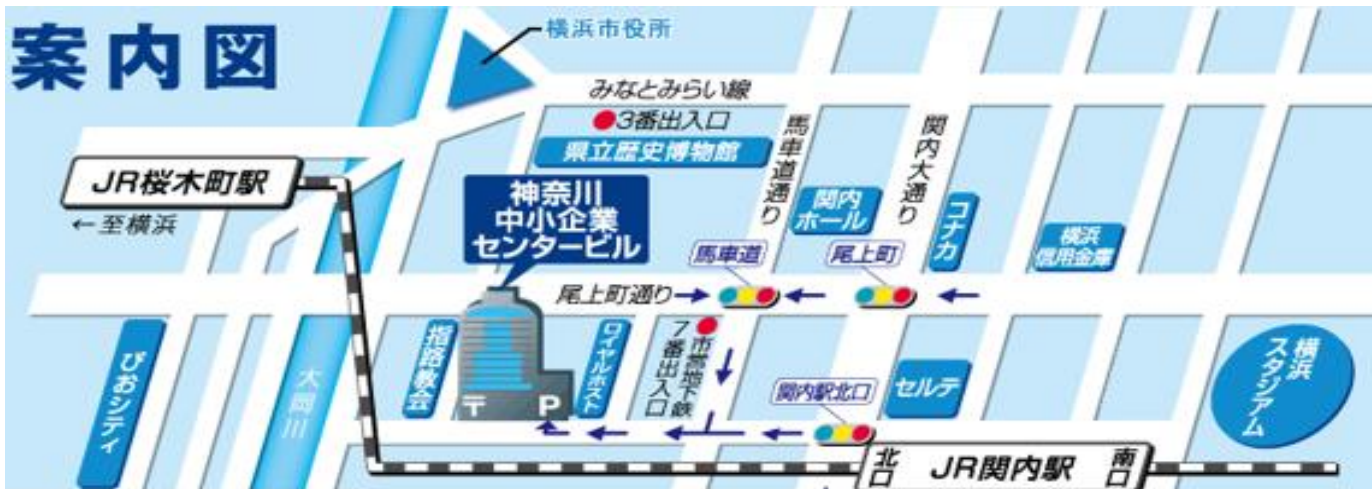 案内図
横浜市役所
みなとみらい線
3番出入口
県立歴史博物館
馬車道通り
関内大通り
JR桜木町駅
←至横浜
神奈川
中小企業
センタービル
関内
ホール
コナカ
横浜
信用金庫
馬車道
尾上町
尾上町通り
ぴおシティ
大岡川
指路教会
〒
P
ロイヤルホスト
市営地下鉄
7番出入口
関内駅北口
セルテ
横浜
スタジアム
北口
JR関内駅
南口